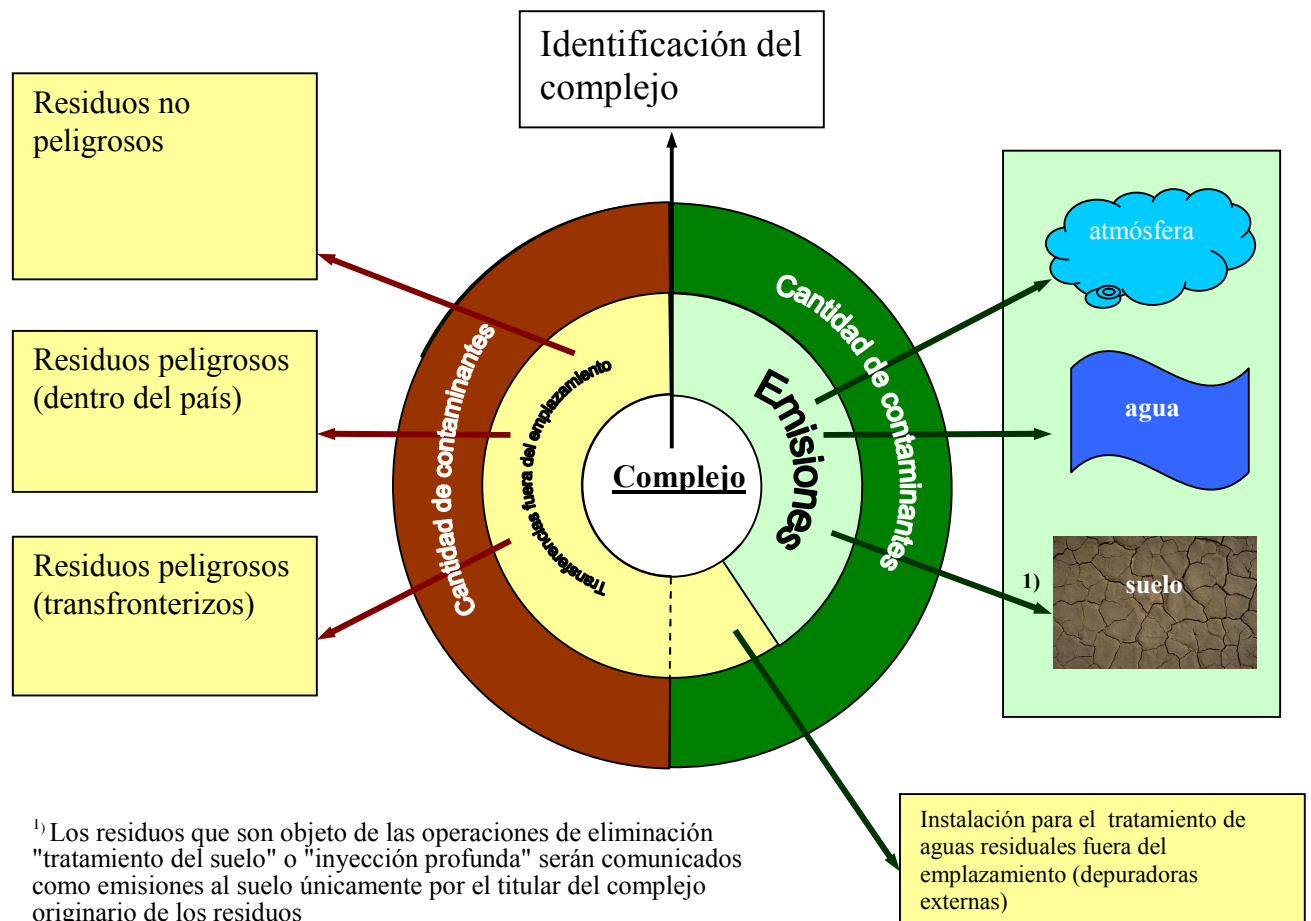 Identificación del
complejo
Residuos no
peligrosos
Residuos peligrosos
(dentro del país)
Residuos peligrosos
(transfronterizos)
Cantidad de contaminantes
Transferencias fuera del emplazamiento
Complejo
Emisiones
Cantidad de contaminantes
atmósfera
agua
1)
suelo
1) Los residuos que son objeto de las operaciones de eliminación
"tratamiento del suelo" o "inyección profunda" serán comunicados
como emisiones al suelo únicamente por el titular del complejo
originario de los residuos
Instalación para el tratamiento de
aguas residuales fuera del
emplazamiento (depuradoras
externas)